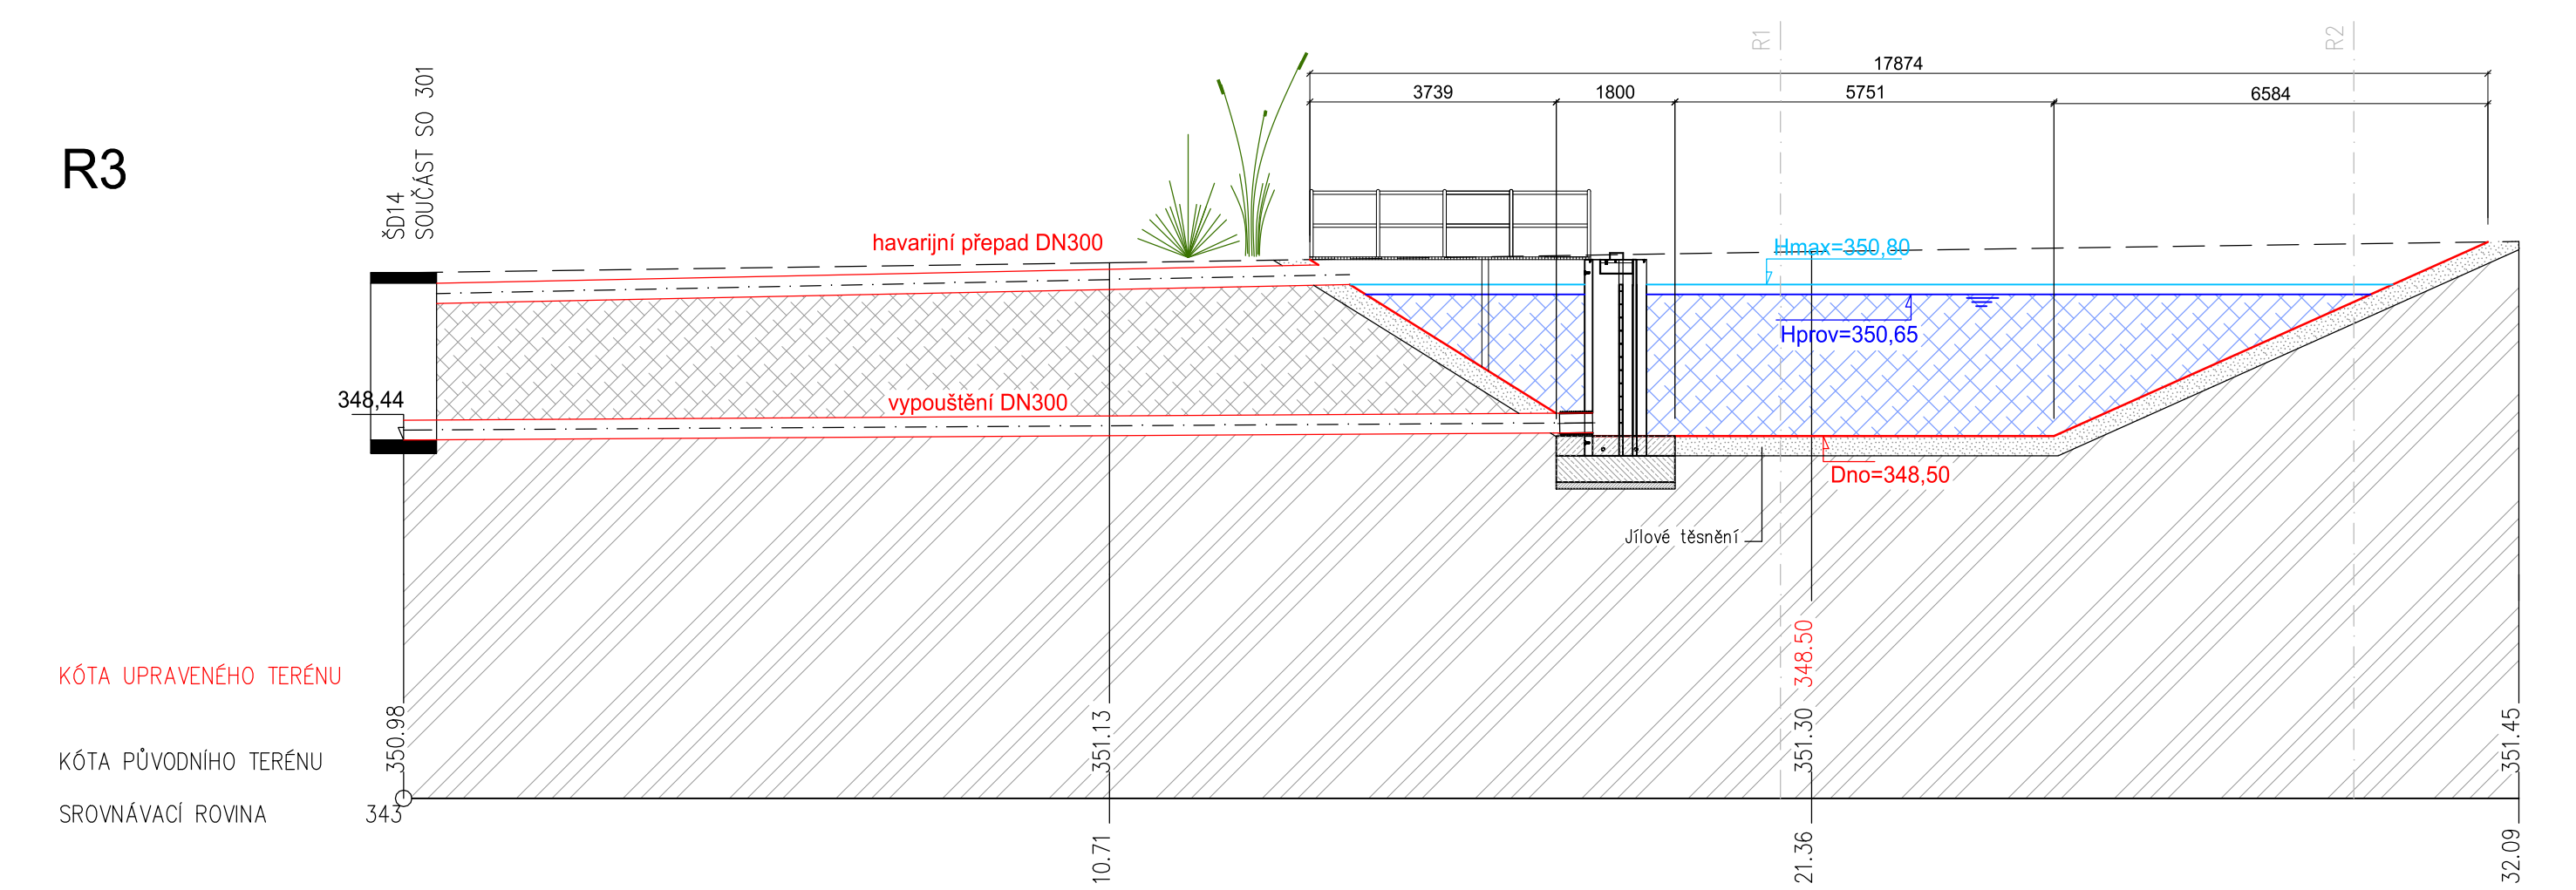 R3
ŠD14
SOUČÁST SO 301
R1
R2
17874
3739
1800
5751
6584
havarijní přepad DN300
Hmax=350,80
Hprov=350,65
348,44
vypouštění DN300
Dno=348,50
Jílové těsnění
KÓTA UPRAVENÉHO TERÉNU
348.50
KÓTA PŮVODNÍHO TERÉNU
350.98
351.13
351.30
351.45
SROVNÁVACÍ ROVINA
343
10.71
21.36
32.09